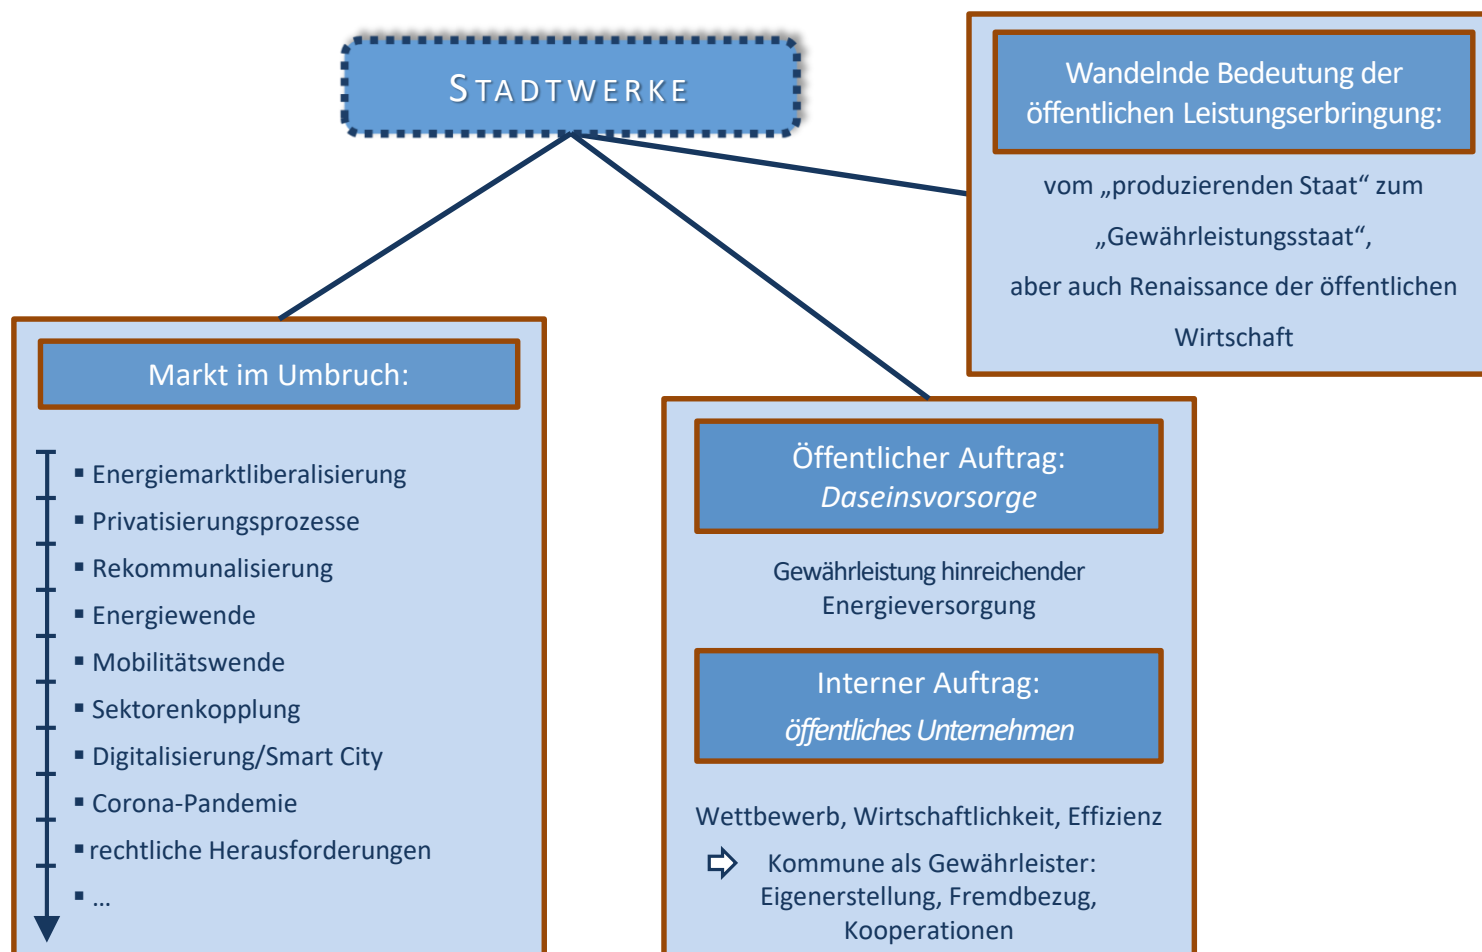 STADTWERKE
Wandelnde Bedeutung der
öffentlichen Leistungserbringung:
vom „produzierenden Staat“ zum
„Gewährleistungsstaat“,
aber auch Renaissance der öffentlichen
Wirtschaft
Markt im Umbruch:
▪ Energiemarktliberalisierung
▪ Privatisierungsprozesse
▪ Rekommunalisierung
▪ Energiewende
▪ Mobilitätswende
▪ Sektorenkopplung
▪ Digitalisierung/Smart City
▪ Corona-Pandemie
▪ rechtliche Herausforderungen
▪ ...
Öffentlicher Auftrag:
Daseinsvorsorge
Gewährleistung hinreichender
Energieversorgung
Interner Auftrag:
öffentliches Unternehmen
Wettbewerb, Wirtschaftlichkeit, Effizienz
Kommune als Gewährleister:
Eigenerstellung, Fremdbezug,
Kooperationen